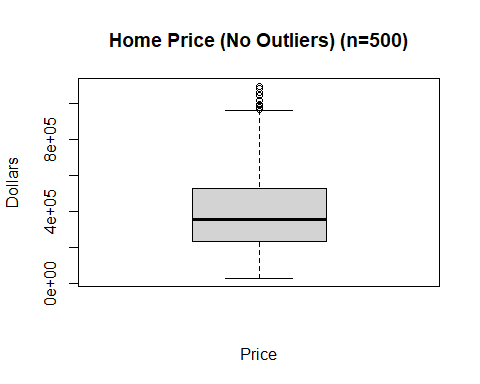 Home Price (No Outliers) (n=500)
Dollars
8e+05
4e+05
0e+00
Price